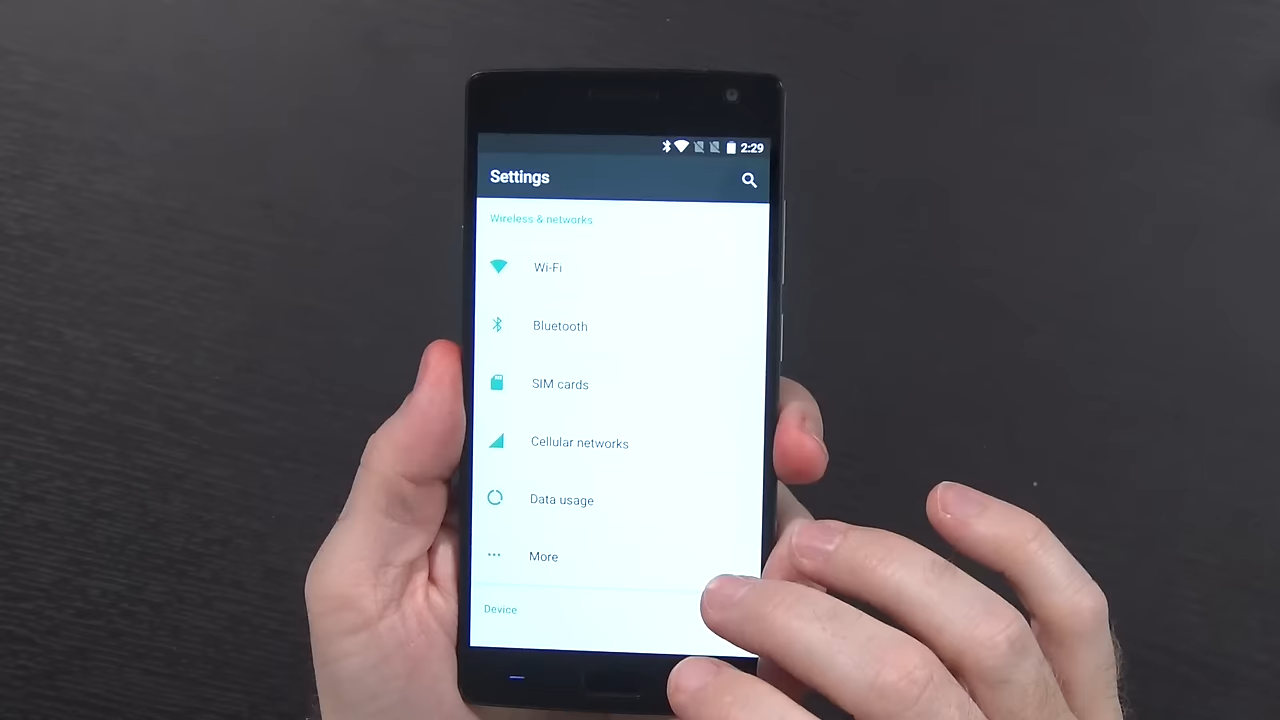 2:29
Settings
Wireless & networks
Wi-Fi
Bluetooth
SIM cards
Cellular networks
Data usage
More
Device